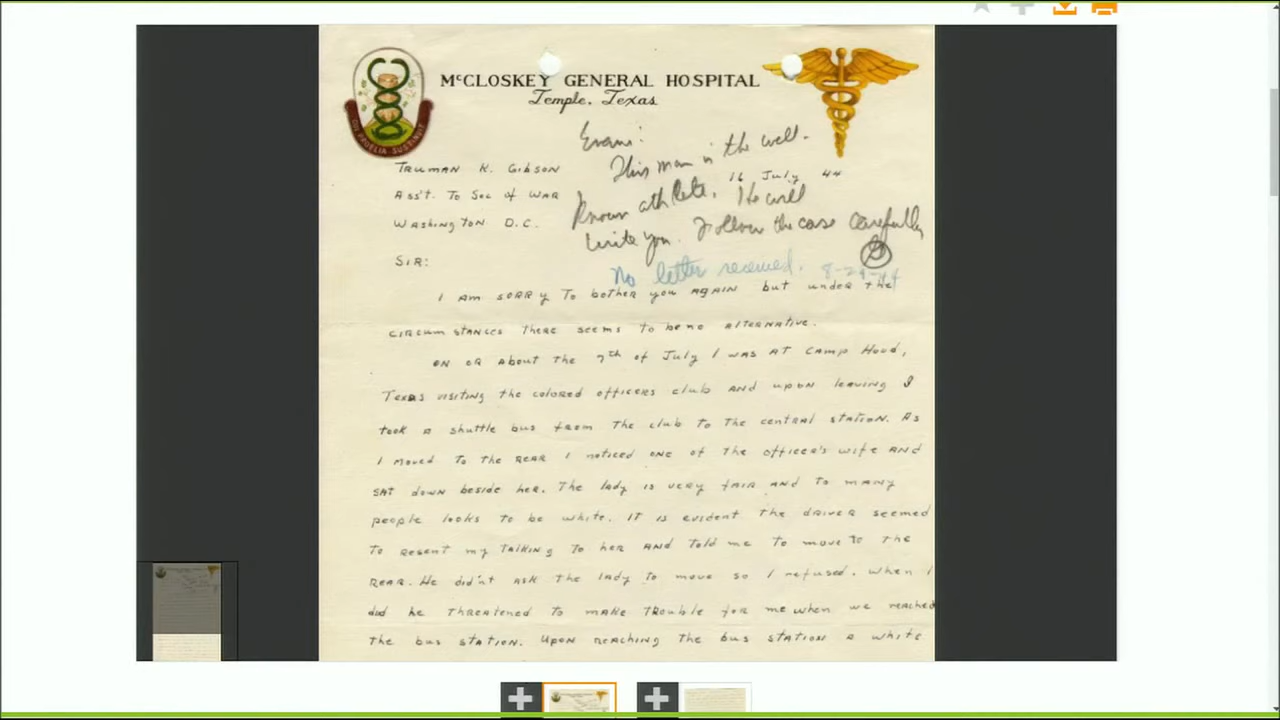 McCLOSKEY GENERAL HOSPITAL
Temple, Texas
ON PROELIA SUSTINUIT
Evans:
This man is the well-
TRUMAN K. GIBSON
16 July 44
Ass't. To Sec of WAR
known athlete. He will
WASHINGTON D.C.
write you. Follow the case carefully
G
SIR:
No letter received. 8-24-44
I AM SORRY TO bother you AGAIN but under the
circumstances there seems to be no alternative.
ON OR About the 7th of July I was AT CAMP Hood,
Texas visiting the colored officers club AND upon leaving I
took a shuttle bus from the club to the central station. As
I moved to the rear I noticed one of the officer's wife AND
sat down beside her. The lady is very fair and to many
people looks to be white. It is evident the driver seemed
to resent my talking to her and told me to move to the
rear. He didn't ask the lady to move so I refused. When I
did he threatened to make trouble for me when we reached
the bus station. Upon reaching the bus station a white